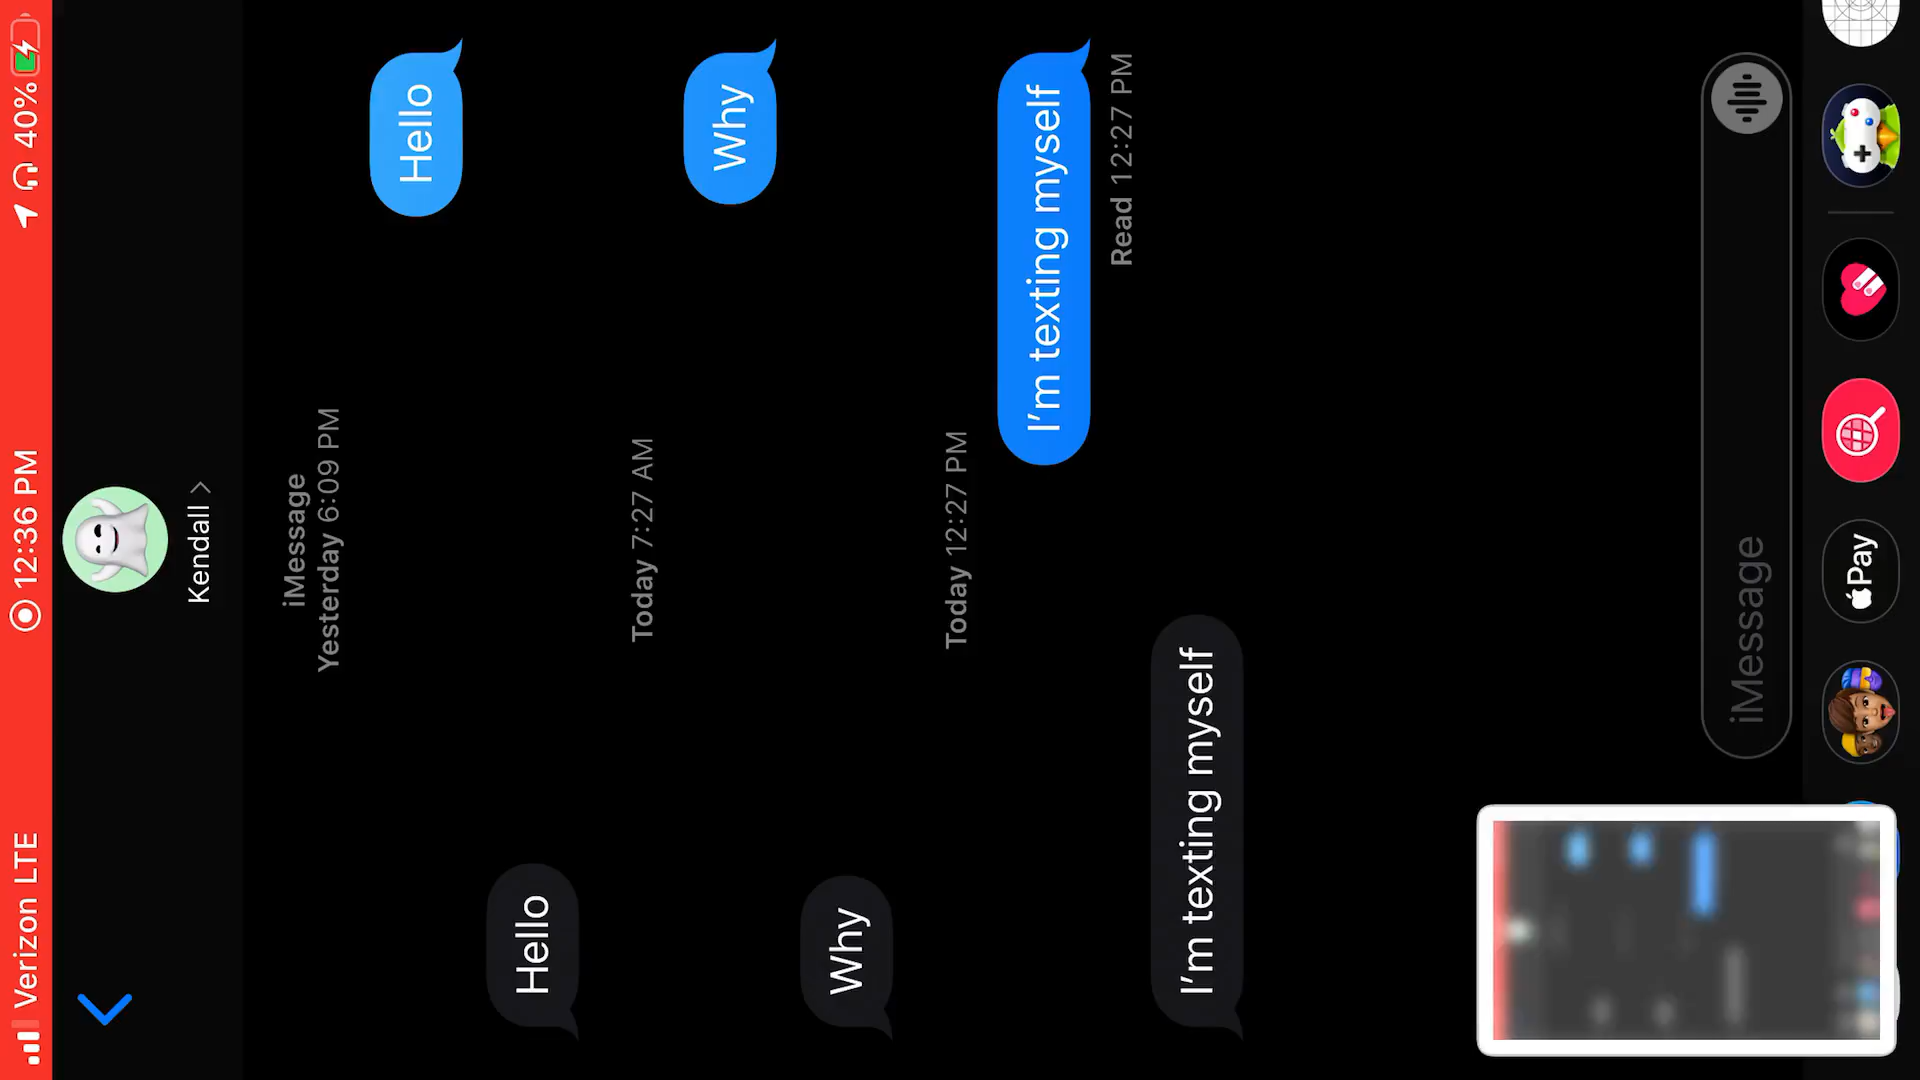 Verizon LTE 12:36 PM 40%
Kendall >
iMessage
Yesterday 6:09 PM
Hello
Hello
Today 7:27 AM
Why
Why
Today 12:27 PM
I'm texting myself
Read 12:27 PM
I'm texting myself
iMessage
Pay